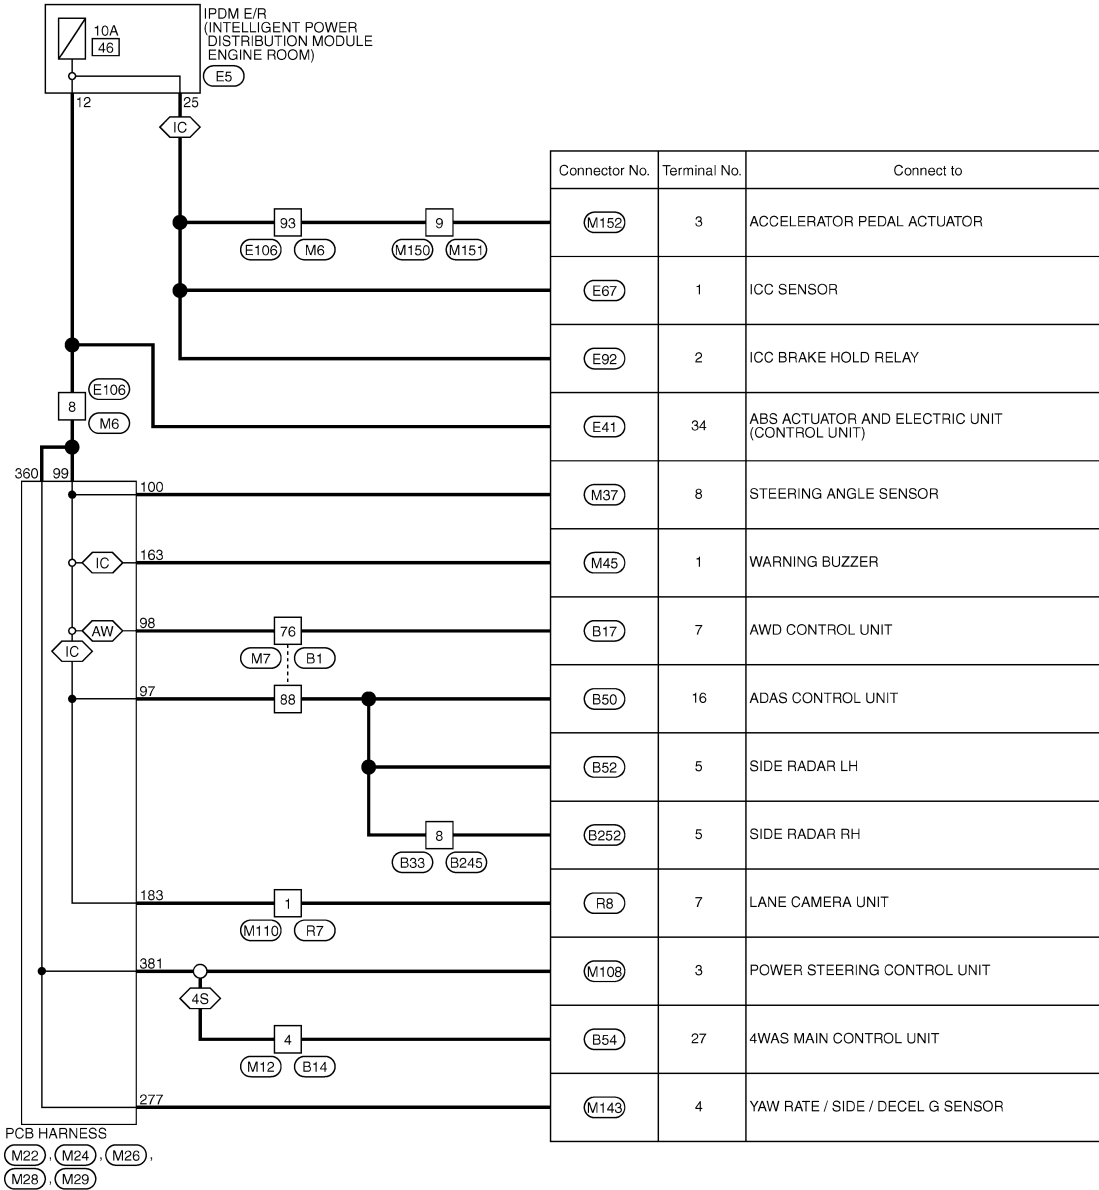 10A
46
IPDM E/R
(INTELLIGENT POWER
DISTRIBUTION MODULE
ENGINE ROOM)
E5
12
25
IC
Connector No. Terminal No. Connect to
93
9
E106 M6
M150 M151
M152 3 ACCELERATOR PEDAL ACTUATOR
E67 1 ICC SENSOR
E92 2 ICC BRAKE HOLD RELAY
E106
8
M6
E41 34 ABS ACTUATOR AND ELECTRIC UNIT
(CONTROL UNIT)
360 99
100
M37 8 STEERING ANGLE SENSOR
IC
163
M45 1 WARNING BUZZER
AW
98
76
B17 7 AWD CONTROL UNIT
IC
M7 B1
97
88
B50 16 ADAS CONTROL UNIT
B52 5 SIDE RADAR LH
8
B33 B245
B252 5 SIDE RADAR RH
183
1
M110 R7
R8 7 LANE CAMERA UNIT
381
M108 3 POWER STEERING CONTROL UNIT
4S
4
M12 B14
B54 27 4WAS MAIN CONTROL UNIT
277
M143 4 YAW RATE / SIDE / DECEL G SENSOR
PCB HARNESS
M22 , M24 , M26 ,
M28 , M29